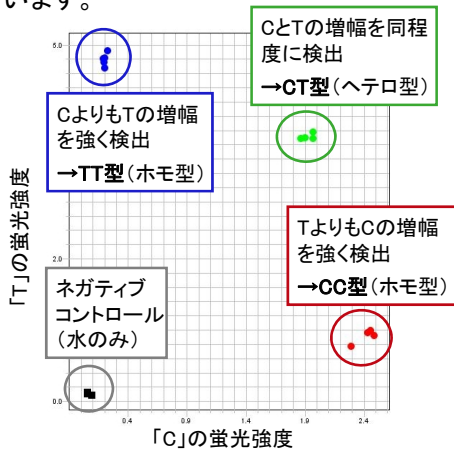 います。
CとTの増幅を同程
度に検出
→CT型(ヘテロ型)
CよりもTの増幅
を強く検出
→TT型(ホモ型)
TよりもCの増幅
を強く検出
→CC型(ホモ型)
ネガティブ
コントロール
(水のみ)
「T」の蛍光強度
5.0
2.0
0.0
0.4
0.9
1.4
1.9
2.4
「C」の蛍光強度